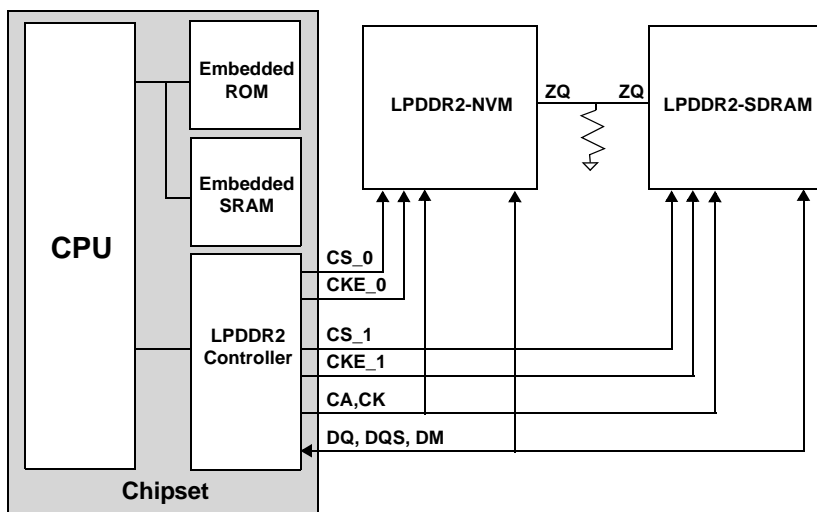 Embedded
ROM
Embedded
SRAM
CPU
LPDDR2
Controller
Chipset
LPDDR2-NVM
ZQ
ZQ
LPDDR2-SDRAM
CS_0
CKE_0
CS_1
CKE_1
CA,CK
DQ, DQS, DM